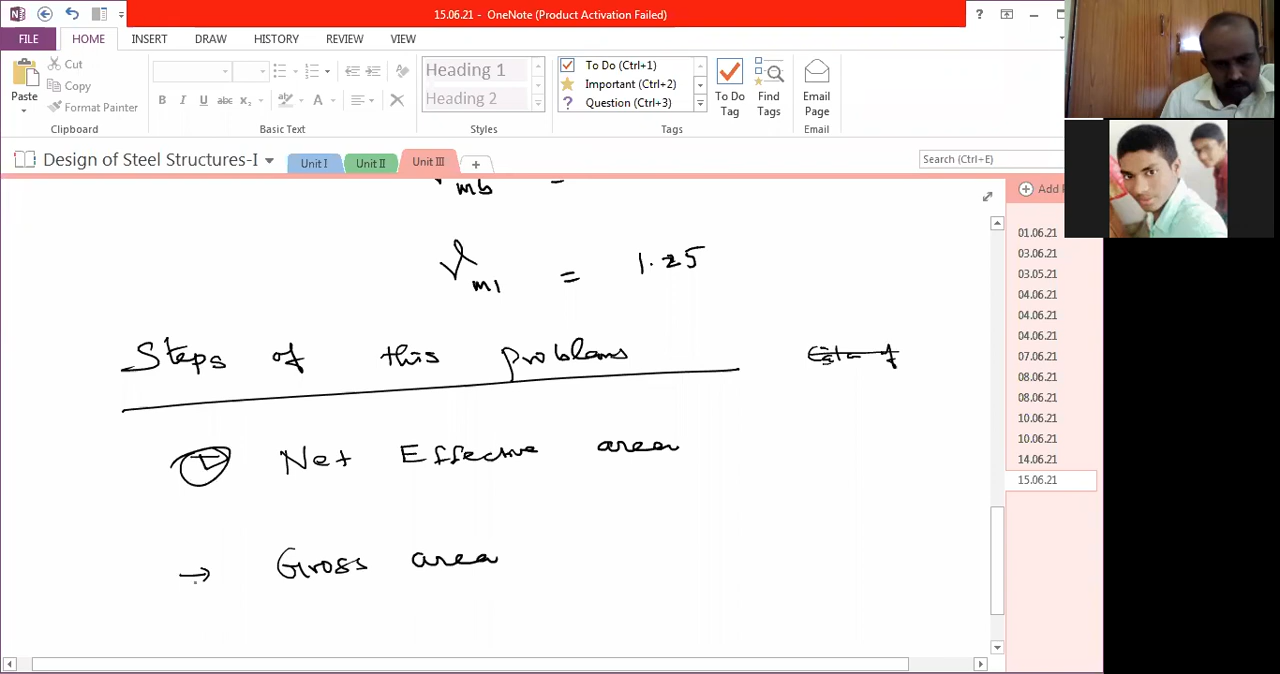 15.06.21 - OneNote (Product Activation Failed)
FILE HOME INSERT DRAW HISTORY REVIEW VIEW
Paste
Cut
Copy
Format Painter
Clipboard
B I U abc x₂ A
Basic Text
Heading 1
Heading 2
Styles
To Do (Ctrl+1)
Important (Ctrl+2)
Question (Ctrl+3)
Tags
To Do Tag
Find Tags
Email Page
Email
Design of Steel Structures-I
Unit I Unit II Unit III
Search (Ctrl+E)
Add
mb =
γm1 = 1.25
Steps of this problems
Net Effective area
→ Gross area
01.06.21
03.06.21
03.05.21
04.06.21
04.06.21
04.06.21
07.06.21
08.06.21
08.06.21
10.06.21
10.06.21
14.06.21
15.06.21